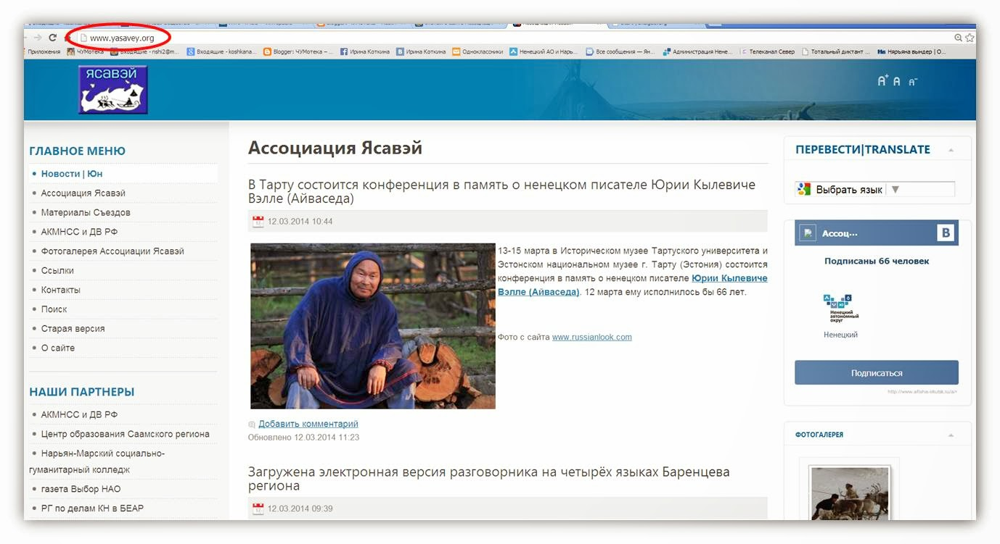 www.yasavey.org
Приложения
ЧУМотека
Входящие - nshi2@m...
Входящие - koshkana...
Blogger: ЧУМотека – ...
Ирина Коткина
Ирина Коткина
Одноклассники
Ненецкий АО и Нарь...
Все сообщения — Ян...
Администрация Нене...
Телеканал Север
Тотальный диктант ...
Няръяна вындер | О...
ЯСАВЭЙ
A+ A A-
ГЛАВНОЕ МЕНЮ
Новости | Юн
Ассоциация Ясавэй
Материалы Съездов
АКМНСС и ДВ РФ
Фотогалерея Ассоциации Ясавэй
Ссылки
Контакты
Поиск
Старая версия
О сайте
НАШИ ПАРТНЕРЫ
АКМНСС и ДВ РФ
Центр образования Саамского региона
Нарьян-Марский социально-
гуманитарный колледж
газета Выбор НАО
РГ по делам КН в БЕАР
Ассоциация Ясавэй
В Тарту состоится конференция в память о ненецком писателе Юрии Кылевиче
Вэлле (Айваседа)
12.03.2014 10:44
13-15 марта в Историческом музее Тартуского университета и
Эстонском национальном музее г. Тарту (Эстония) состоится
конференция в память о ненецком писателе Юрии Кылевиче
Вэлле (Айваседа). 12 марта ему исполнилось бы 66 лет.
Фото с сайта www.russianlook.com
Добавить комментарий
Обновлено 12.03.2014 11:23
Загружена электронная версия разговорника на четырёх языках Баренцева
региона
12.03.2014 09:39
ПЕРЕВЕСТИ|TRANSLATE
Выбрать язык
Ассоц...
В
Подписаны 66 человек
Ненецкий
автономный
округ
Ненецкий
Подписаться
ФОТОГАЛЕРЕЯ